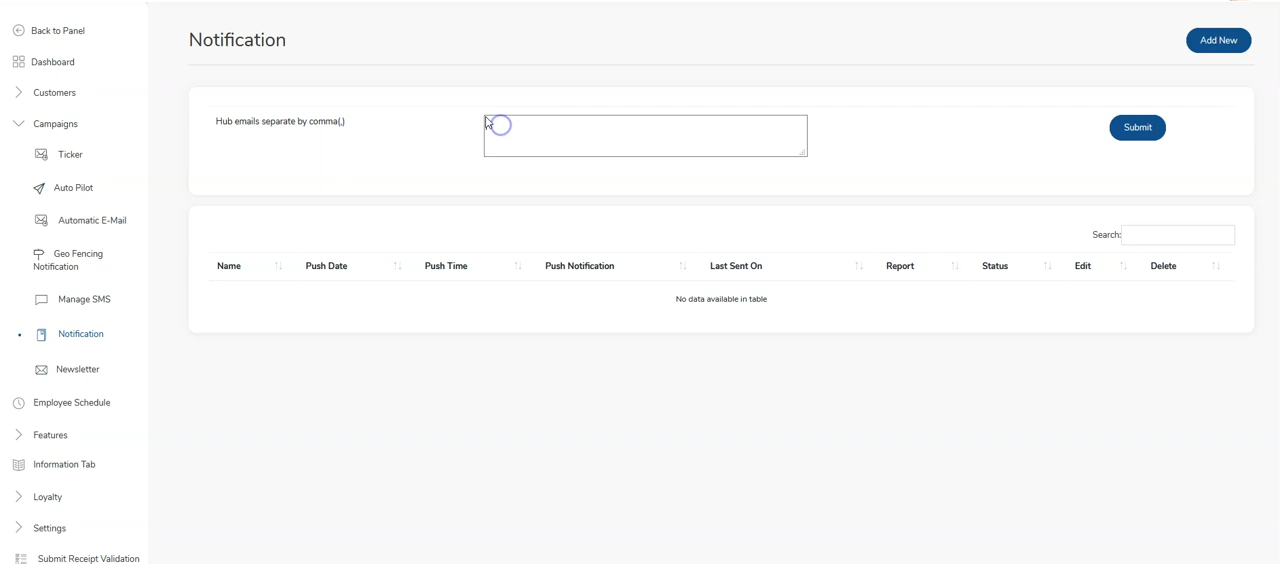 Back to Panel
Notification
Add New
Dashboard
Customers
Campaigns
Hub emails separate by comma(,)
Submit
Ticker
Auto Pilot
Automatic E-Mail
Geo Fencing
Notification
Manage SMS
Notification
Newsletter
Employee Schedule
Features
Information Tab
Loyalty
Settings
Submit Receipt Validation
Search:
Name Push Date Push Time Push Notification Last Sent On Report Status Edit Delete
No data available in table